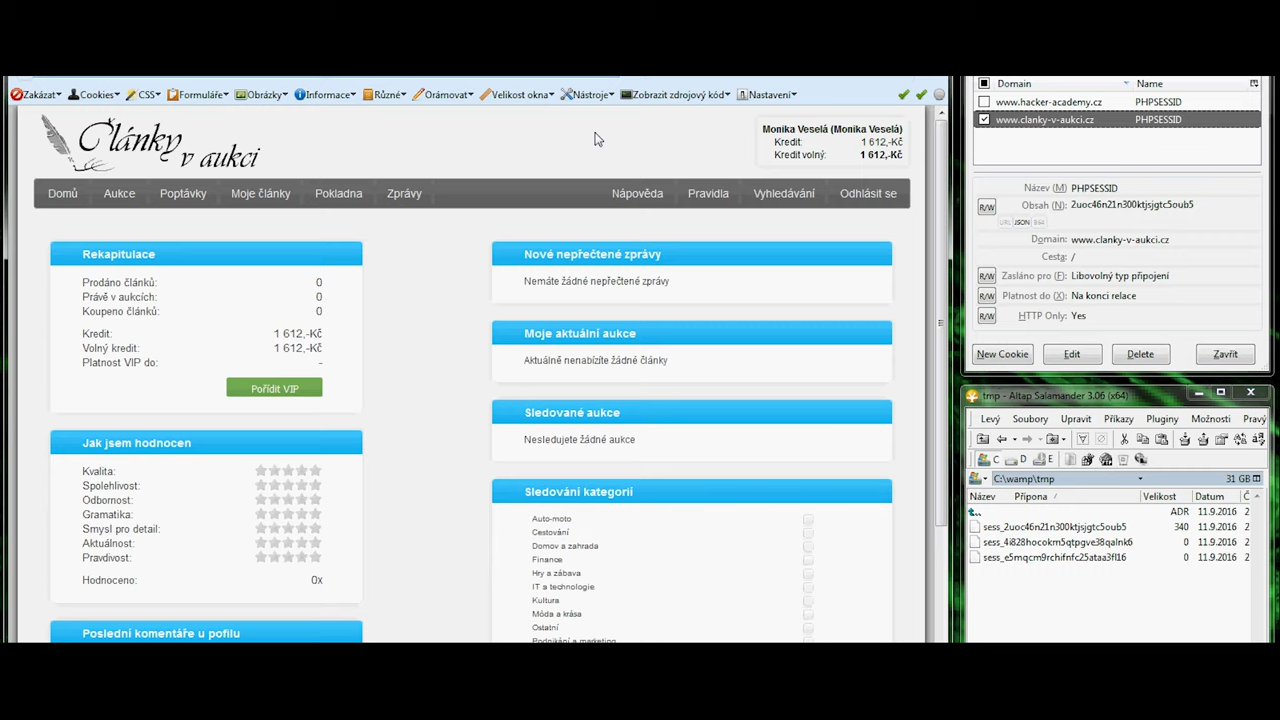 Zakázat
Cookies
CSS
Formuláře
Obrázky
Informace
Různé
Orámovat
Velikost okna
Nástroje
Zobrazit zdrojový kód
Nastavení
Články
v aukci
Monika Veselá (Monika Veselá)
Kredit: 1 612,-Kč
Kredit volný: 1 612,-Kč
Domů
Aukce
Poptávky
Moje články
Pokladna
Zprávy
Nápověda
Pravidla
Vyhledávání
Odhlásit se
Rekapitulace
Prodáno článků: 0
Právě v aukcích: 0
Koupeno článků: 0
Kredit: 1 612,-Kč
Volný kredit: 1 612,-Kč
Platnost VIP do: -
Pořídit VIP
Jak jsem hodnocen
Kvalita:
Spolehlivost:
Odbornost:
Gramatika:
Smysl pro detail:
Aktuálnost:
Pravdivost:
Hodnoceno: 0x
Poslední komentáře u pofilu
Nové nepřečtené zprávy
Nemáte žádné nepřečtené zprávy
Moje aktuální aukce
Aktuálně nenabízíte žádné články
Sledované aukce
Nesledujete žádné aukce
Sledování kategorií
Auto-moto
Cestování
Domov a zahrada
Finance
Hry a zábava
IT a technologie
Kultura
Móda a krása
Ostatní
Podnikání a marketing
Domain Name
www.hacker-academy.cz PHPSESSID
www.clanky-v-aukci.cz PHPSESSID
Název (M) PHPSESSID
R/W Obsah (N): 2uoc46n21n300ktjsjgtc5oub5
URL JSON B64
Domain: www.clanky-v-aukci.cz
Cesta: /
R/W Zasláno pro (F): Libovolný typ připojení
R/W Platnost do (X): Na konci relace
R/W HTTP Only: Yes
New Cookie
Edit
Delete
Zavřít
tmp - Altap Salamander 3.06 (x64)
Levý
Soubory
Upravit
Příkazy
Pluginy
Možnosti
Pravý
C D E
C:\wamp\tmp 31 GB
Název Přípona Velikost Datum Č
.. ADR 11.9.2016 2
sess_2uoc46n21n300ktjsjgtc5oub5 340 11.9.2016 2
sess_4i828hocokm5qtpgve38qalnk6 0 11.9.2016 2
sess_e5mqcm9rchifnfc25ataa3fl16 0 11.9.2016 2